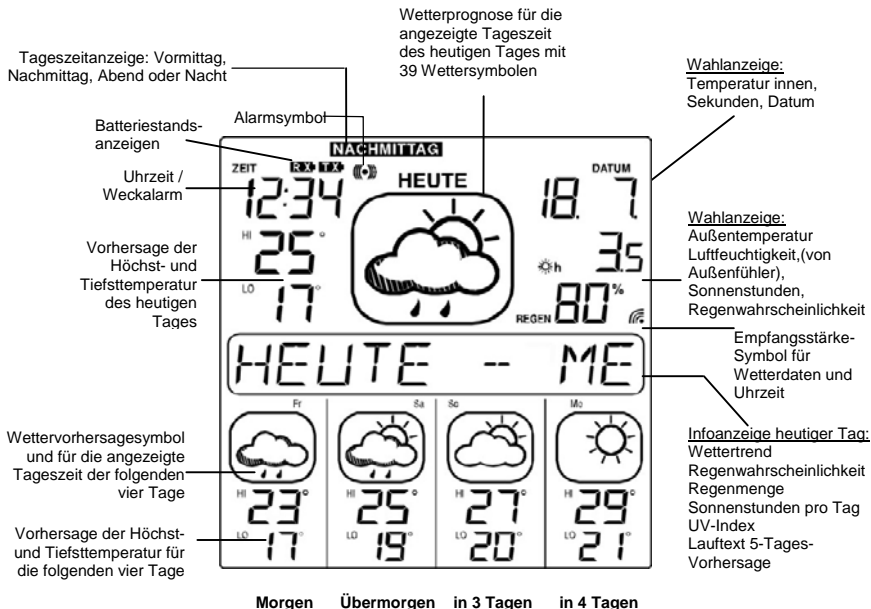 Wetterprognose für die
angezeigte Tageszeit
des heutigen Tages mit
39 Wettersymbolen
Tageszeitanzeige: Vormittag,
Nachmittag, Abend oder Nacht
Wahlanzeige:
Temperatur innen,
Sekunden, Datum
Batteriestands-
anzeigen
Alarmsymbol
Uhrzeit /
Weckalarm
Vorhersage der
Höchst- und
Tiefsttemperatur
des heutigen
Tages
NACHMITTAG
ZEIT RX TX DATUM
HEUTE
12:34 18. 7.
HI 25°
h 3.5
LO 17°
REGEN 80%
Wahlanzeige:
Außentemperatur
Luftfeuchtigkeit,(von
Außenfühler),
Sonnenstunden,
Regenwahrscheinlichkeit
Empfangsstärke-
Symbol für
Wetterdaten und
Uhrzeit
HEUTE -- ME
Infoanzeige heutiger Tag:
Wettertrend
Regenwahrscheinlichkeit
Regenmenge
Sonnenstunden pro Tag
UV-Index
Lauftext 5-Tages-
Vorhersage
Wettervorhersagesymbol
und für die angezeigte
Tageszeit der folgenden
vier Tage
Vorhersage der Höchst-
und Tiefsttemperatur für
die folgenden vier Tage
Fr Sa So Mo
HI 23° HI 25° HI 27° HI 29°
LO 17° LO 19° LO 20° LO 21°
Morgen Übermorgen in 3 Tagen in 4 Tagen